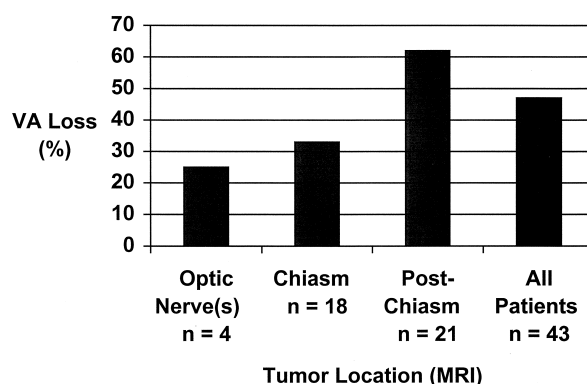 70
60
50
40
30
20
10
0
VA Loss
(%)
Optic
Nerve(s)
n = 4
Chiasm
n = 18
Post-
Chiasm
n = 21
All
Patients
n = 43
Tumor Location (MRI)